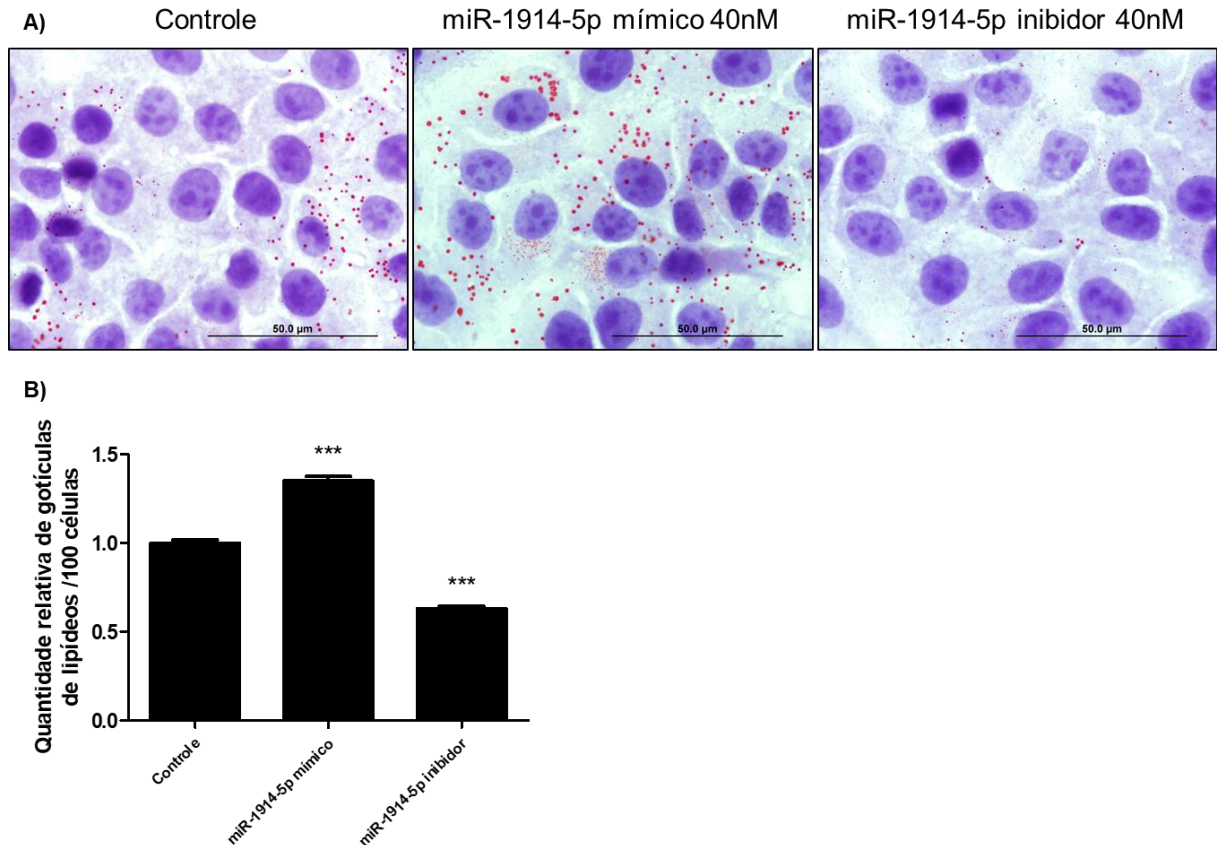 A)
Controle
miR-1914-5p mímico 40nM
miR-1914-5p inibidor 40nM
50.0 µm
50.0 µm
50.0 µm
B)
Quantidade relativa de gotículas
de lipídeos /100 células
1.5
1.0
0.5
0.0
***
***
Controle
miR-1914-5p mímico
miR-1914-5p inibidor